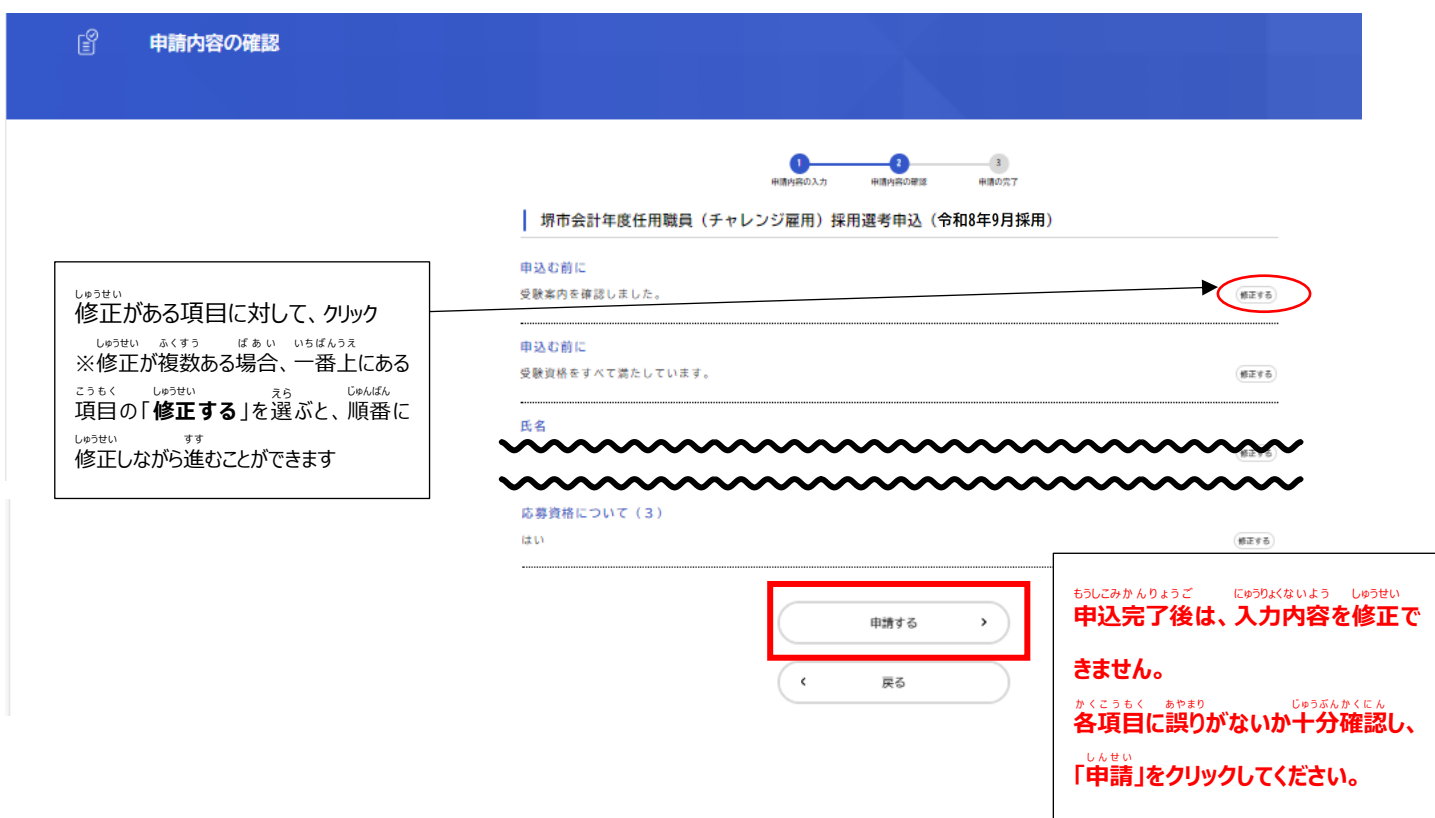 申請内容の確認
1 2 3
申請内容の入力 申請内容の確認 申請の完了
堺市会計年度任用職員（チャレンジ雇用）採用選考申込（令和8年9月採用）
申込む前に
受験案内を確認しました。
修正する
申込む前に
受験資格をすべて満たしています。
修正する
氏名
修正する
応募資格について（３）
はい
修正する
申請する
戻る
しゅうせい
修正がある項目に対して、クリック
しゅうせい ふくすう ばあい いちばんうえ
※修正が複数ある場合、一番上にある
こうもく しゅうせい えら じゅんばん
項目の「修正する」を選ぶと、順番に
しゅうせい すす
修正しながら進むことができます
もうしこみかんりょうご にゅうりょくないよう しゅうせい
申込完了後は、入力内容を修正で
きません。
かくこうもく あやまり じゅうぶんかくにん
各項目に誤りがないか十分確認し、
しんせい
「申請」をクリックしてください。